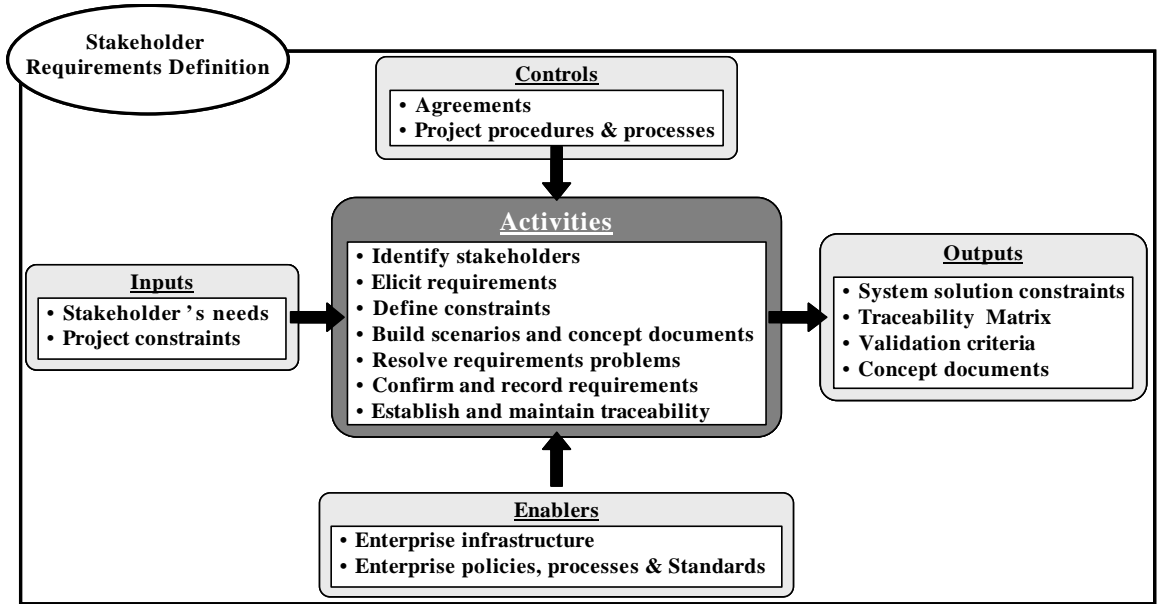 Stakeholder
Requirements Definition
Controls
• Agreements
• Project procedures & processes
Activities
• Identify stakeholders
• Elicit requirements
• Define constraints
• Build scenarios and concept documents
• Resolve requirements problems
• Confirm and record requirements
• Establish and maintain traceability
Inputs
• Stakeholder ’s needs
• Project constraints
Outputs
• System solution constraints
• Traceability Matrix
• Validation criteria
• Concept documents
Enablers
• Enterprise infrastructure
• Enterprise policies, processes & Standards